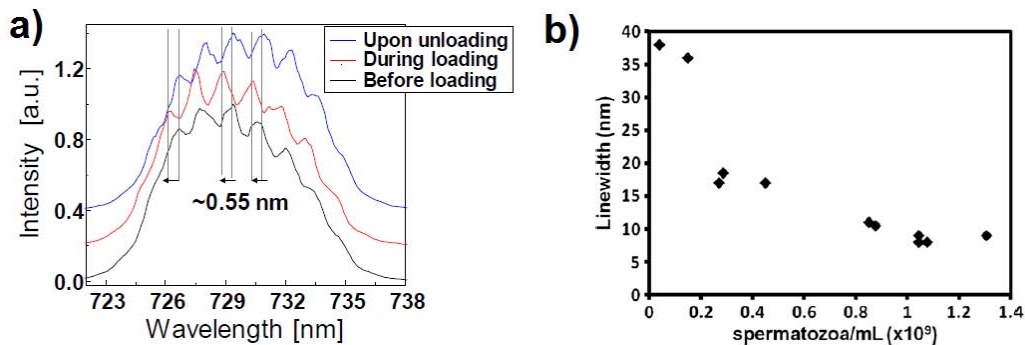 a)
Upon unloading
During loading
Before loading
1.2
0.8
0.4
0.0
Intensity [a.u.]
~0.55 nm
723 726 729 732 735 738
Wavelength [nm]
b)
40
35
30
25
20
15
10
5
0
Linewidth (nm)
0 0.2 0.4 0.6 0.8 1 1.2 1.4
spermatozoa/mL (x10⁹)